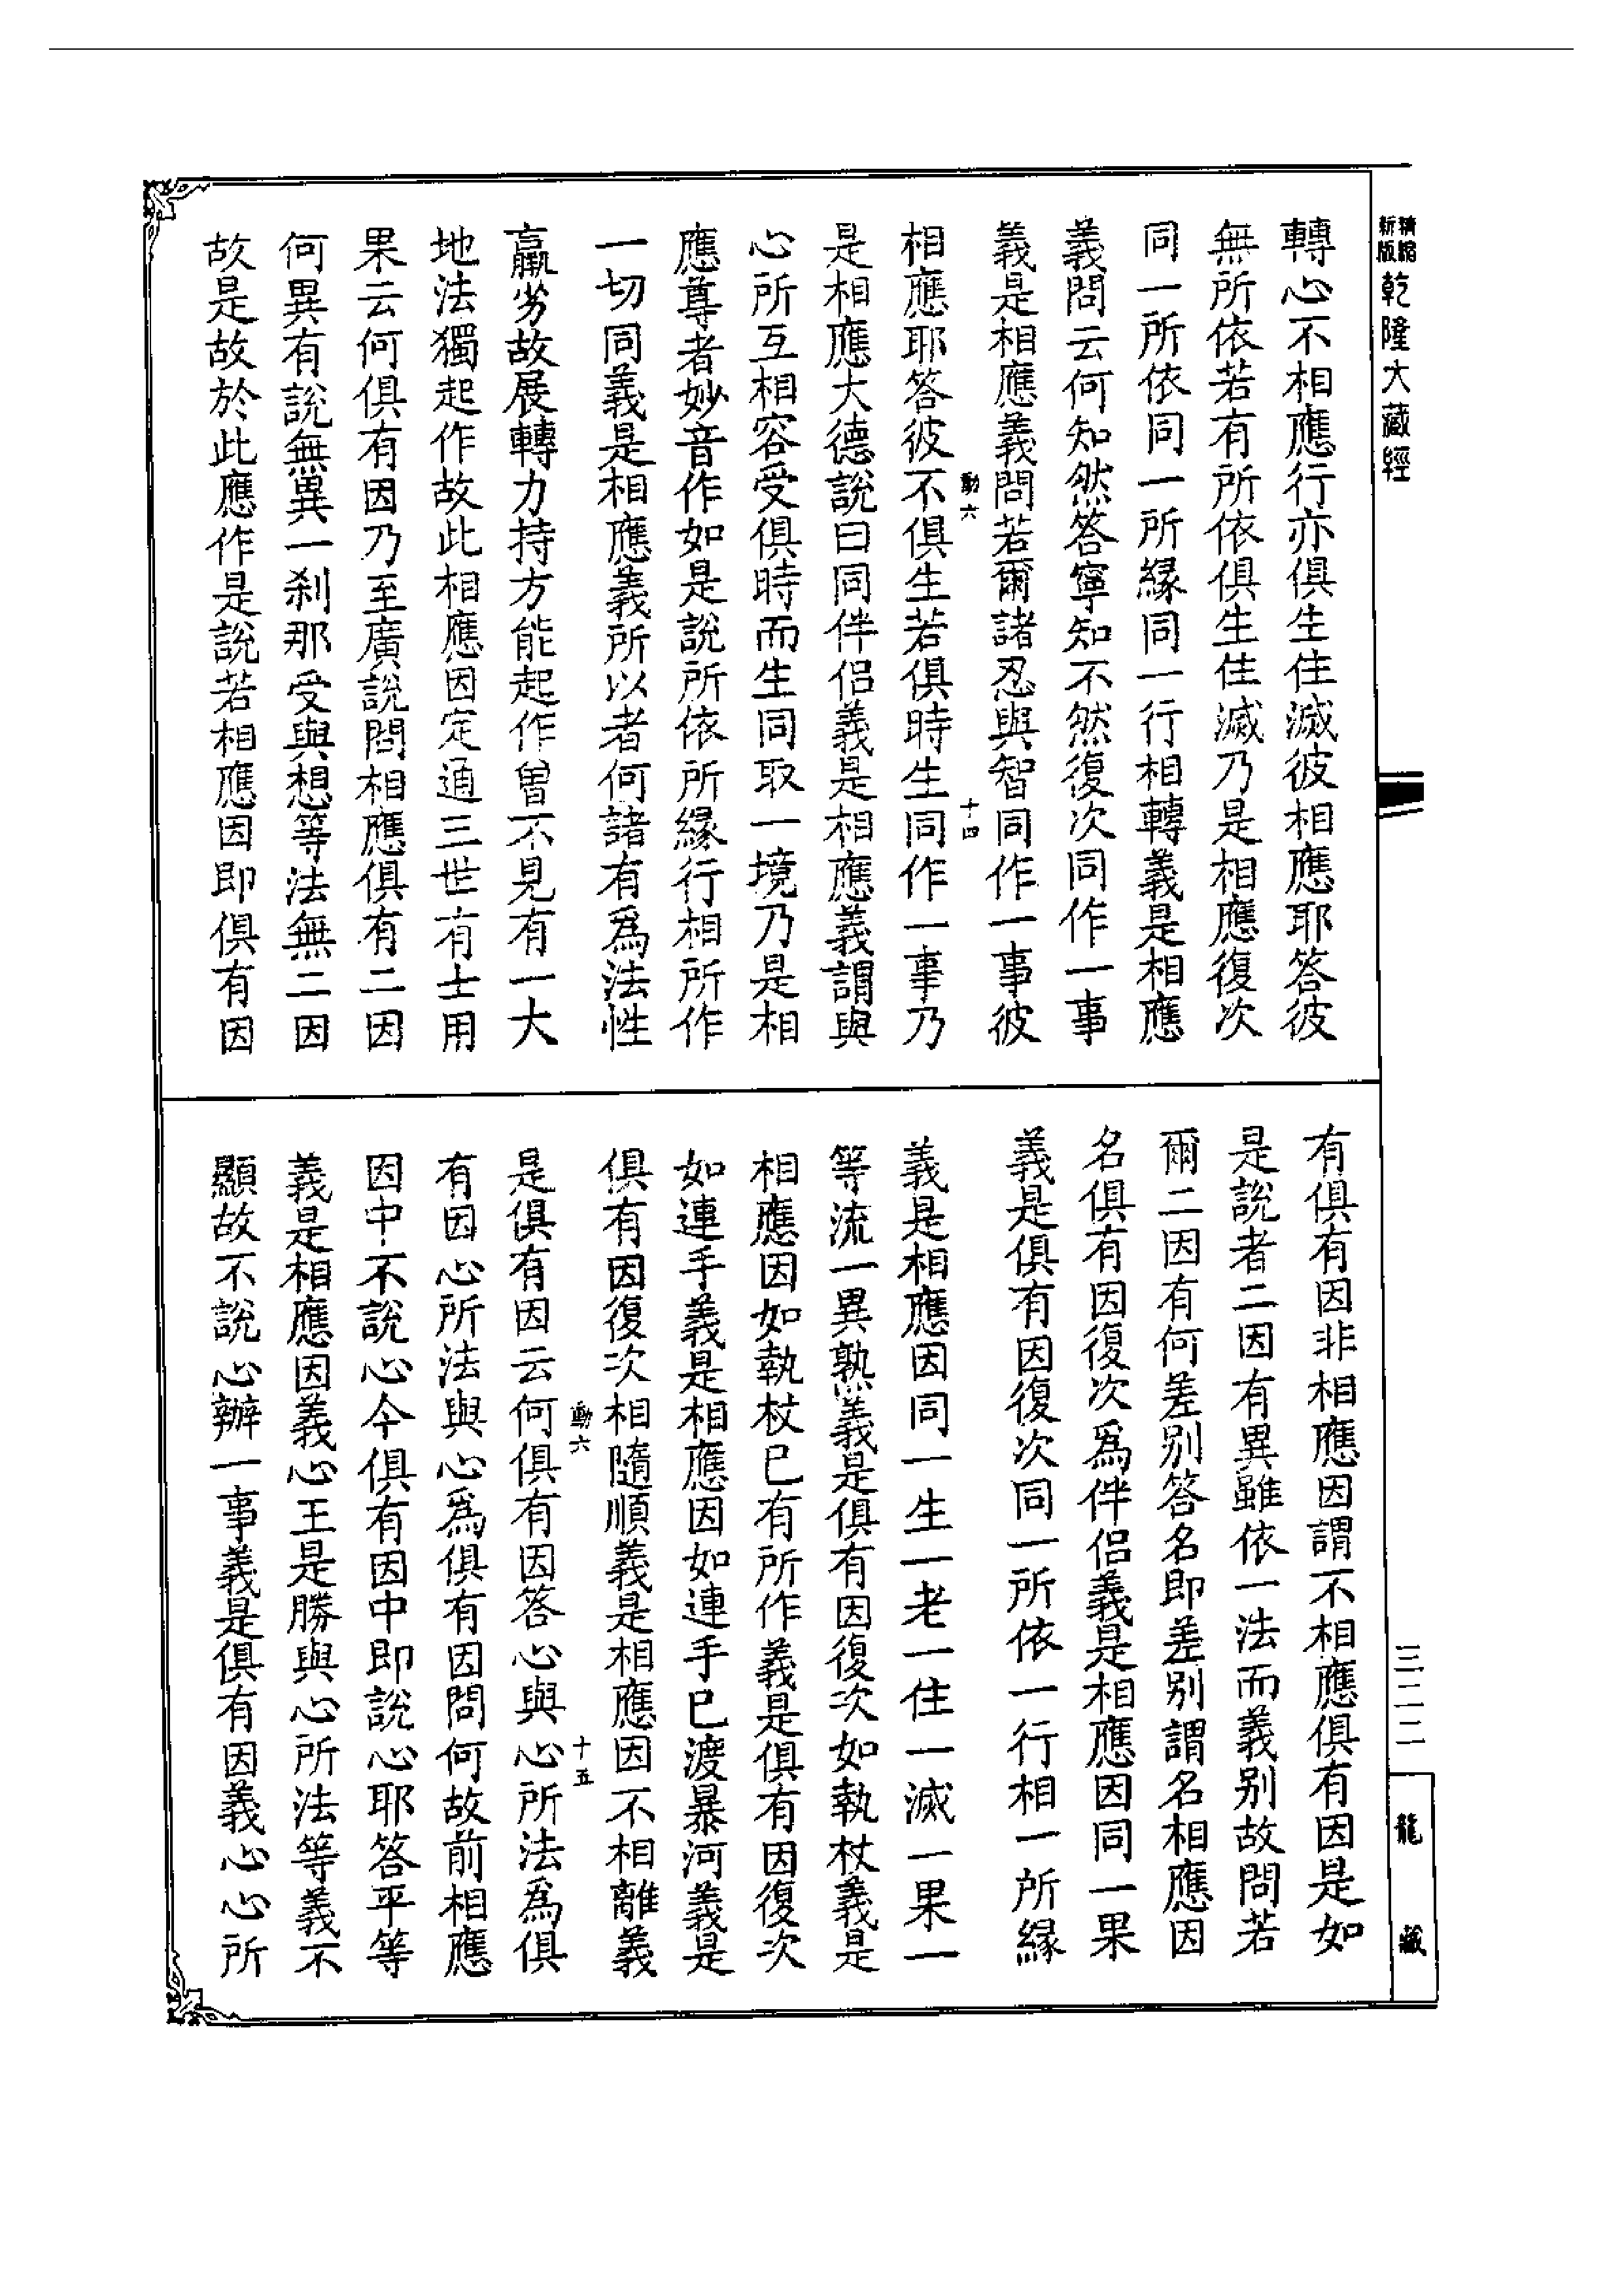 精縮新版 乾隆大藏經
轉心不相應行亦俱生住滅彼相應耶答彼
無所依若有所依俱生住滅乃是相應復次
同一所依同一所緣同一行相轉義是相應
義問云何知然答寧知不然復次同作一事
義是相應義問若爾諸忍與智同作一事彼
動六 十四
相應耶答彼不俱生若俱時生同作一事乃
是相應大德說曰同伴侶義是相應義謂與
心所互相容受俱時而生同取一境乃是相
應尊者妙音作如是說所依所緣行相所作
一切同義是相應義所以者何諸有為法性
羸劣故展轉力持方能起作曾不見有一大
地法獨起作故此相應因定通三世有士用
果云何俱有因乃至廣說問相應俱有二因
何異有說無異一剎那受與想等法無二因
故是故於此應作是說若相應因即俱有因
有俱有因非相應因謂不相應俱有因是如
是說者二因有異雖依一法而義別故問若
爾二因有何差別答名即差別謂名相應因
名俱有因復次為伴侶義是相應因同一果
義是俱有因復次同一所依一行相一所緣
義是相應因同一生一老一住一滅一果一
等流一異熟義是俱有因復次如執杖義是
相應因如執杖已有所作義是俱有因復次
如連手義是相應因如連手已渡暴河義是
俱有因復次相隨順義是相應因不相離義
動六 十五
是俱有因云何俱有因答心與心所法為俱
有因心所法與心為俱有因問何故前相應
因中不說心今俱有因中即說心耶答平等
義是相應因義心王是勝與心所法等義不
顯故不說心辦一事義是俱有因義心心所
三二二
龍藏